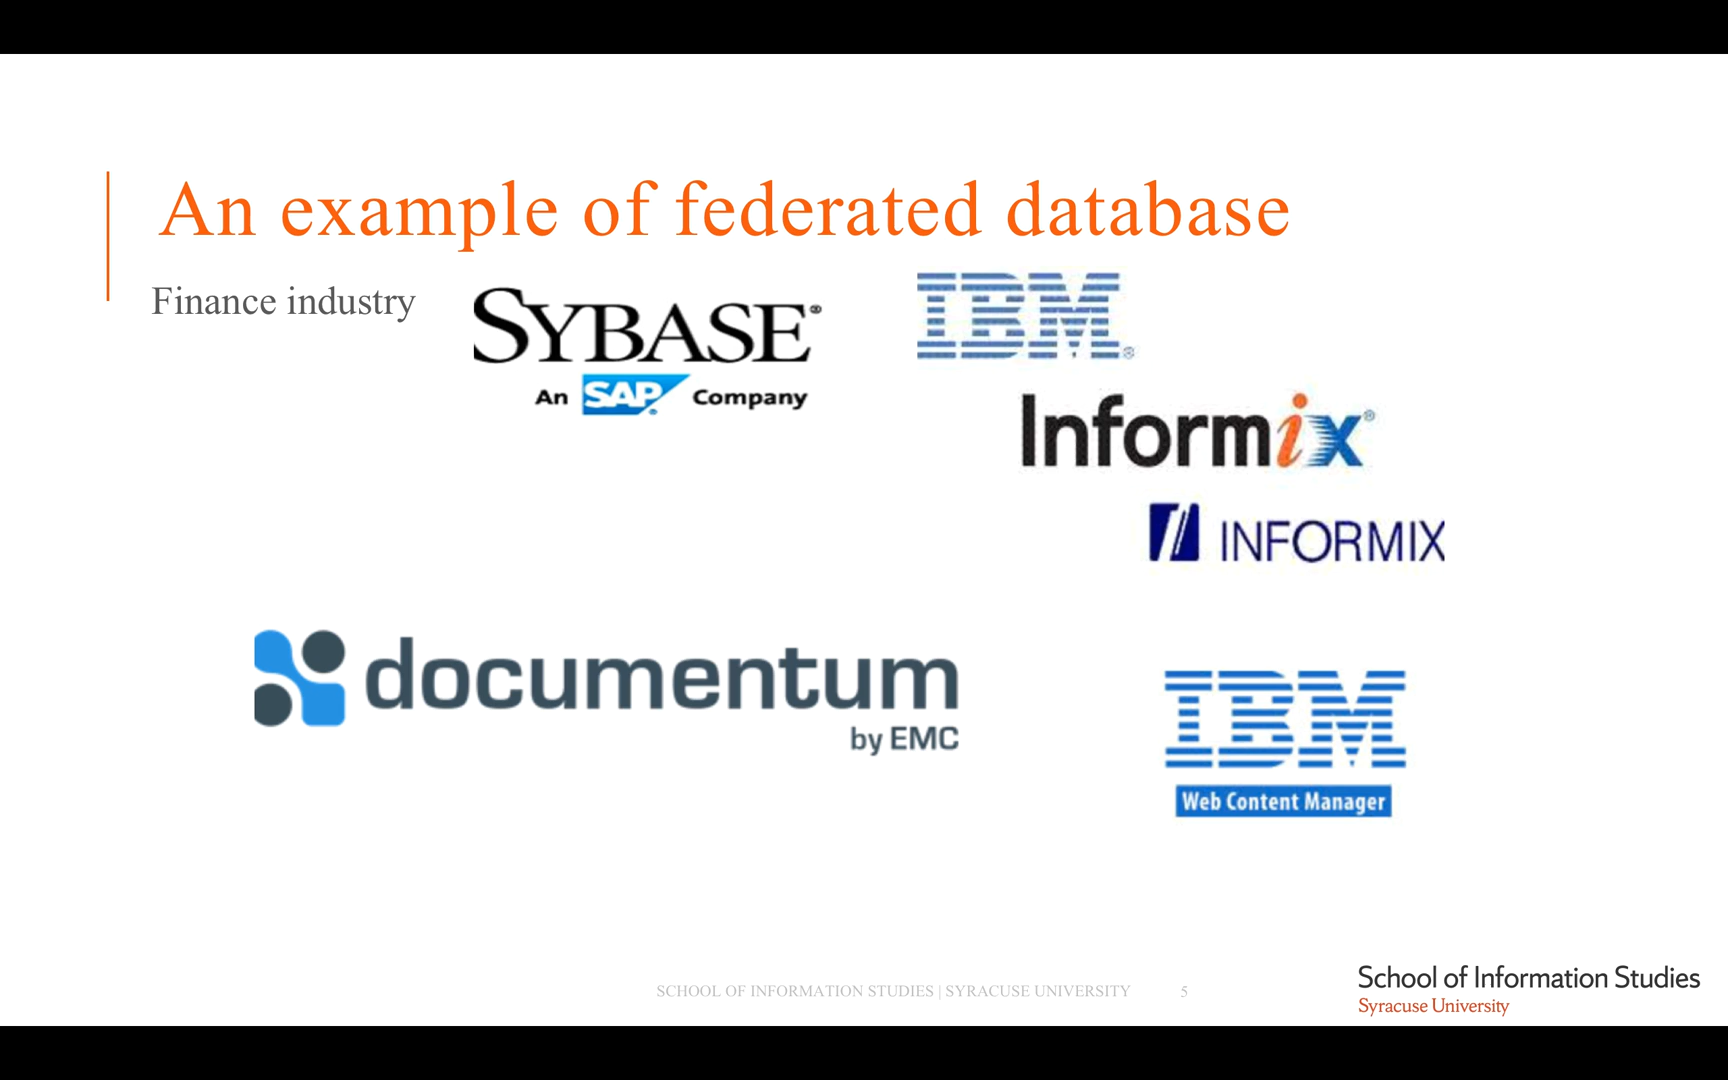 An example of federated database
Finance industry
SYBASE®
An SAP® Company
IBM®
Informix®
INFORMIX
documentum
by EMC
IBM
Web Content Manager
SCHOOL OF INFORMATION STUDIES | SYRACUSE UNIVERSITY 5
School of Information Studies
Syracuse University